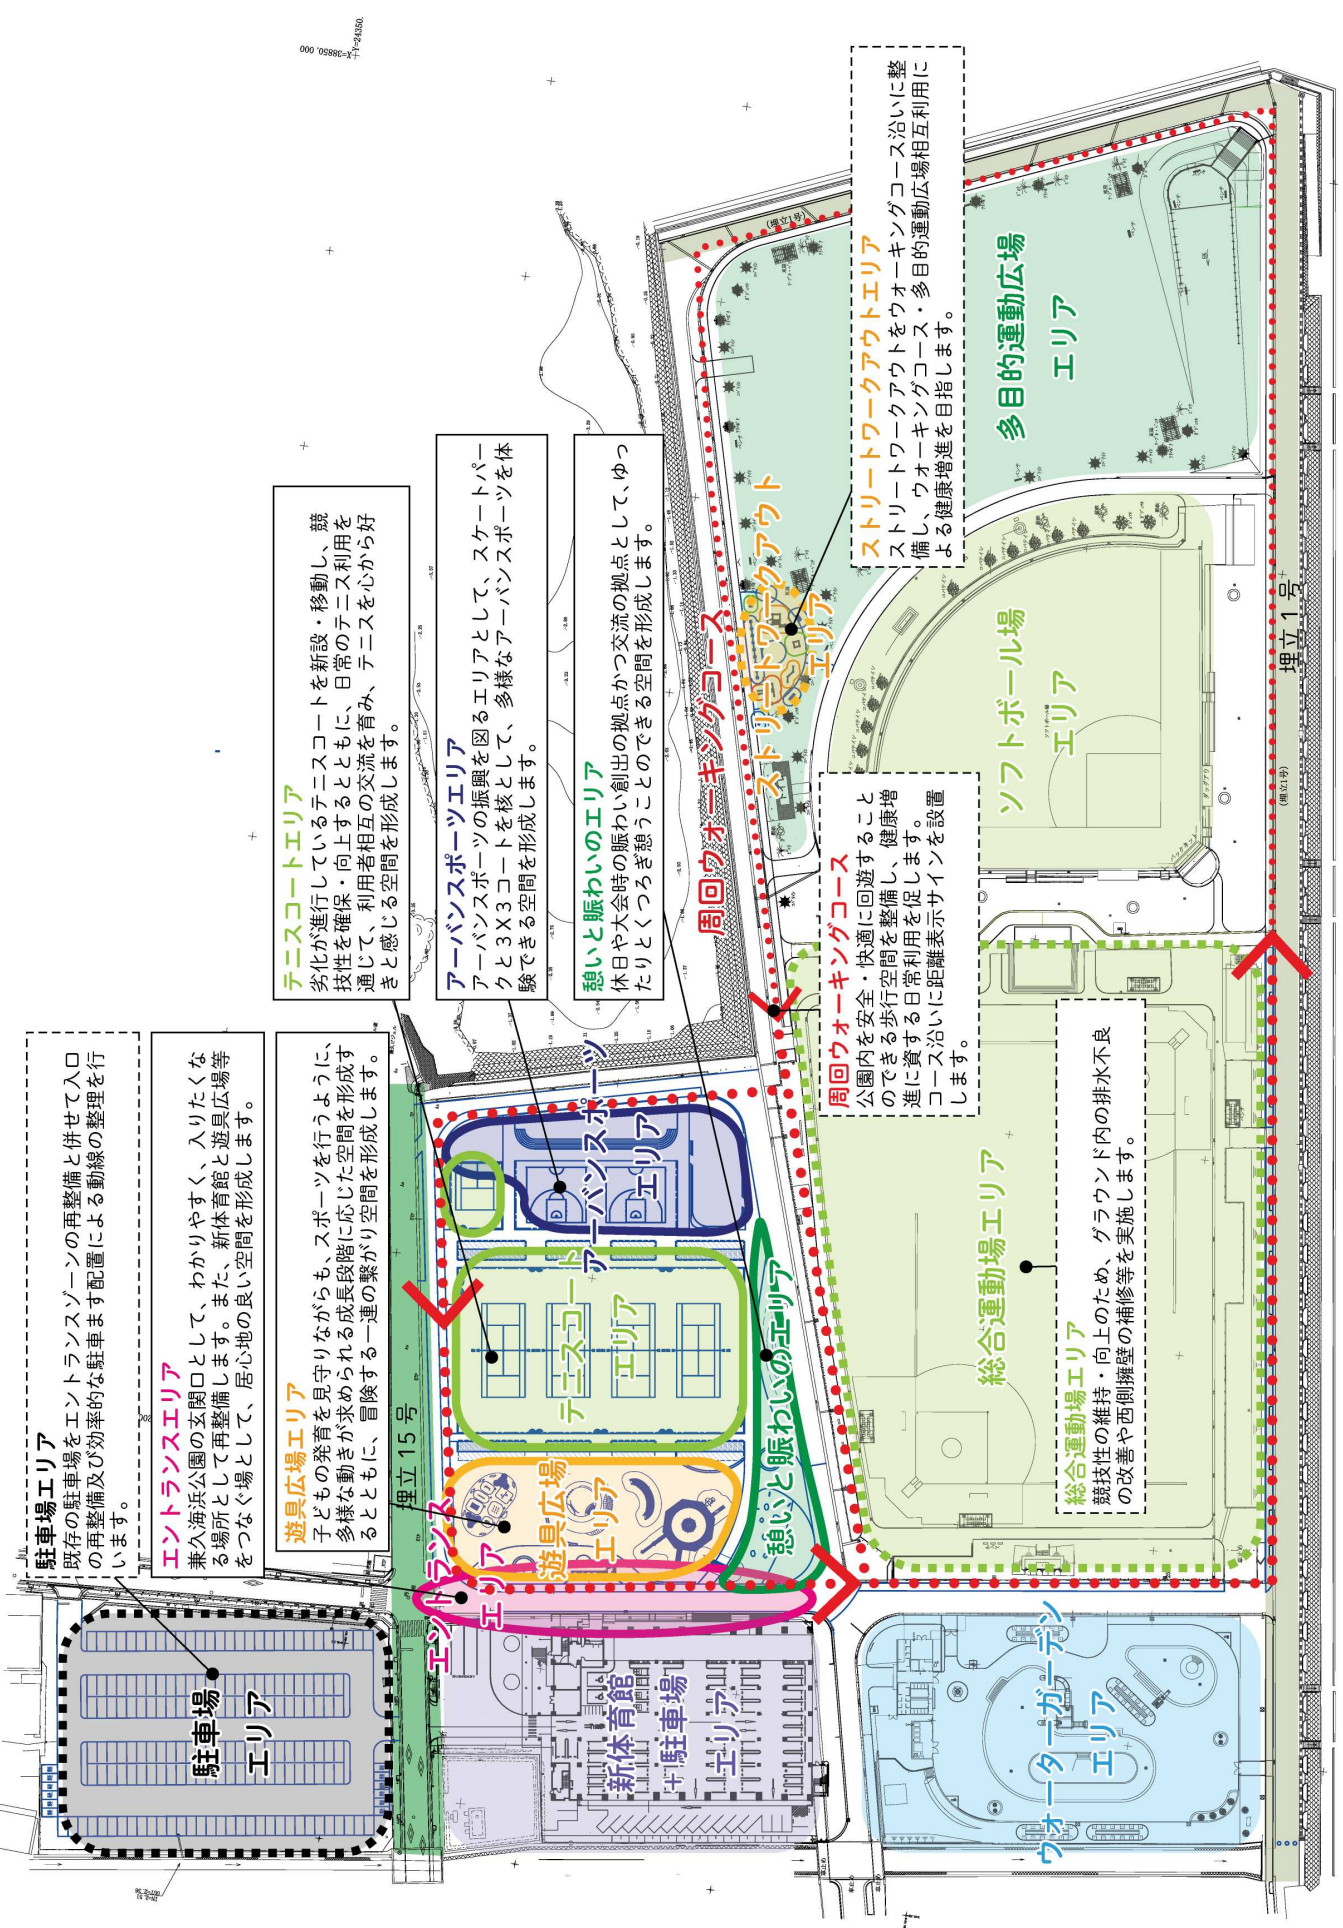 駐車場エリア
既存の駐車場をエントランスゾーンの再整備と併せて入口
の再整備及び効率的な駐車ます配置による動線の整理を行
います。
エントランスエリア
兼久海浜公園の玄関口として、わかりやすく、入りたくな
る場所として再整備します。また、新体育館と遊具広場等
をつなぐ場として、居心地の良い空間を形成します。
遊具広場エリア
子どもの発育を見守りながらも、スポーツを行うように、
多様な動きが求められる成長段階に応じた空間を形成す
るとともに、冒険する一連の繋がり空間を形成します。
テニスコートエリア
劣化が進行しているテニスコートを新設・移動し、競
技性を確保・向上するとともに、日常のテニス利用を
通じて、利用者相互の交流を育み、テニスを心から好
きと感じる空間を形成します。
アーバンスポーツエリア
アーバンスポーツの振興を図るエリアとして、スケートパー
クと3X3コートを核として、多様なアーバンスポーツを体
験できる空間を形成します。
憩いと賑わいのエリア
休日や大会時の賑わい創出の拠点かつ交流の拠点として、ゆっ
たりとくつろぎ憩うことのできる空間を形成します。
周回ウォーキングコース
公園内を安全・快適に回遊すること
のできる歩行空間を整備し、健康増
進に資する日常利用を促します。
コース沿いに距離表示サインを設置
します。
ストリートワークアウトエリア
ストリートワークアウトをウォーキングコース沿いに整
備し、ウォーキングコース・多目的運動広場相互利用に
よる健康増進を目指します。
総合運動場エリア
競技性の維持・向上のため、グラウンド内の排水不良
の改善や西側擁壁の補修等を実施します。
駐車場
エリア
埋立15号
エントランス
エリア
新体育館
+駐車場
エリア
遊具広場
エリア
テニスコート
エリア
アーバンスポーツ
エリア
憩いと賑わいのエリア
周回ウォーキングコース
ストリートワークアウト
エリア
ウォーターガーデン
エリア
総合運動場エリア
ソフトボール場
エリア
多目的運動広場
エリア
埋立1号
(埋立1号)
X=38850.000
Y=24350.